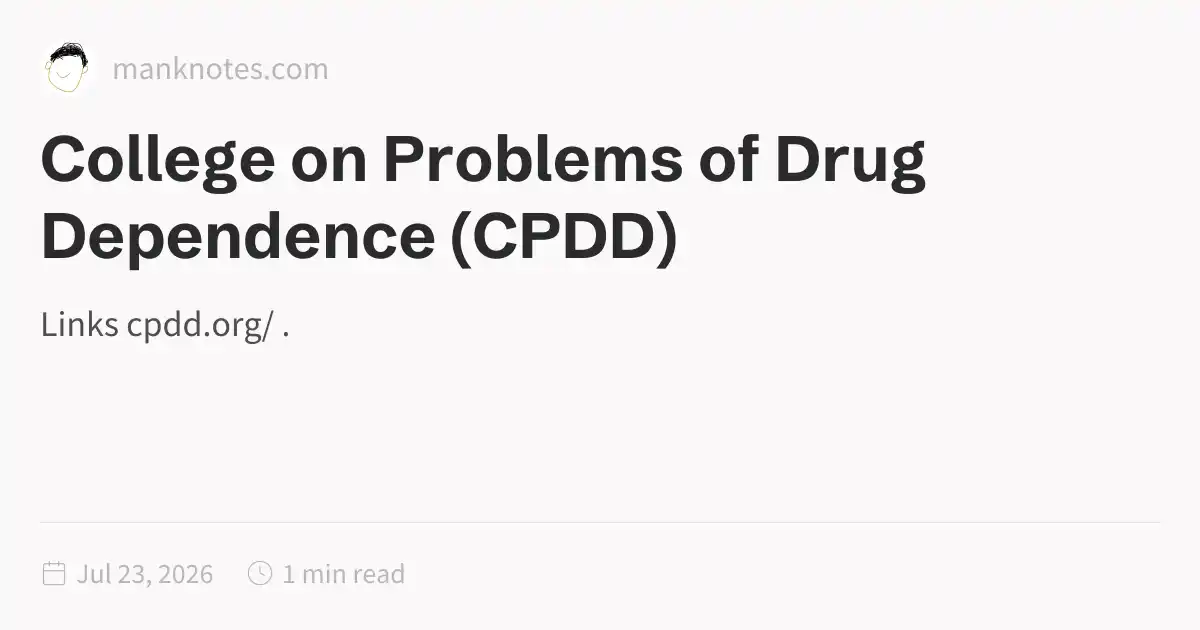 manknotes.com
College on Problems of Drug
Dependence (CPDD)
Links cpdd.org/ .
Jul 23, 2026 1 min read